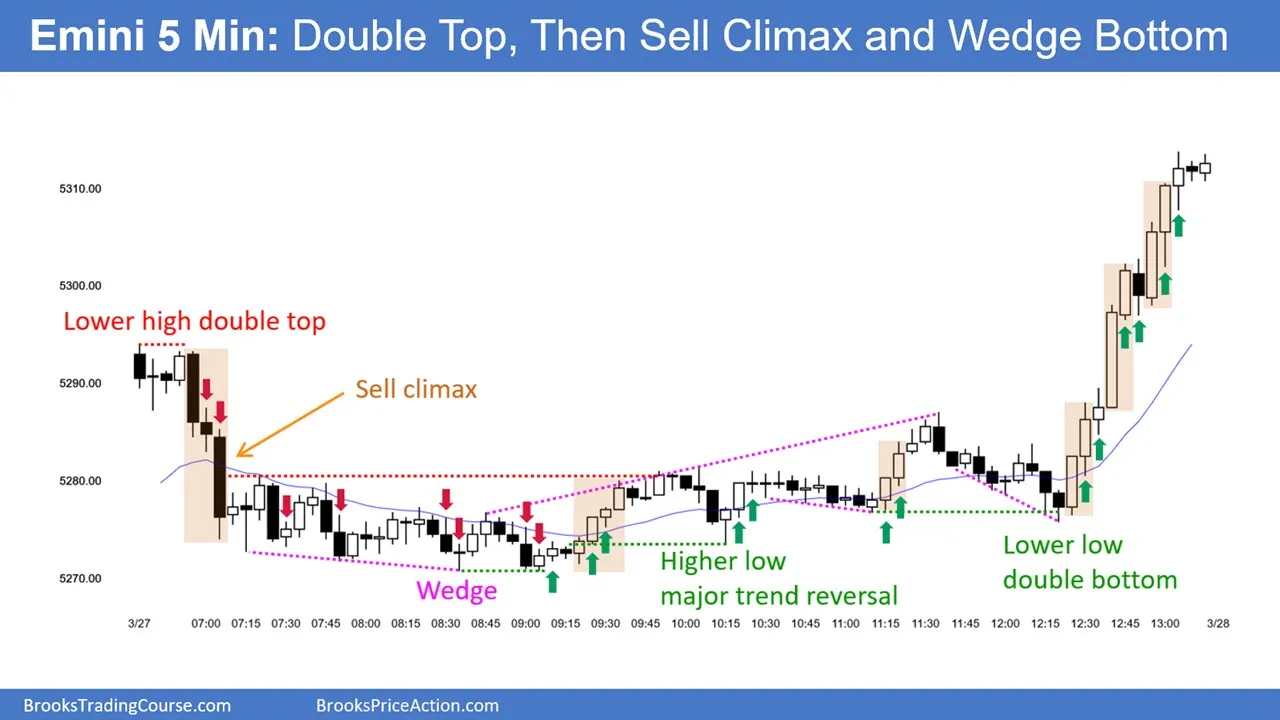 Emini 5 Min: Double Top, Then Sell Climax and Wedge Bottom
5310.00
5300.00
Lower high double top
5290.00
Sell climax
5280.00
Lower low
double bottom
Higher low
major trend reversal
5270.00
Wedge
3/27 07:00 07:15 07:30 07:45 08:00 08:15 08:30 08:45 09:00 09:15 09:30 09:45 10:00 10:15 10:30 10:45 11:00 11:15 11:30 11:45 12:00 12:15 12:30 12:45 13:00 3/28
BrooksTradingCourse.com BrooksPriceAction.com